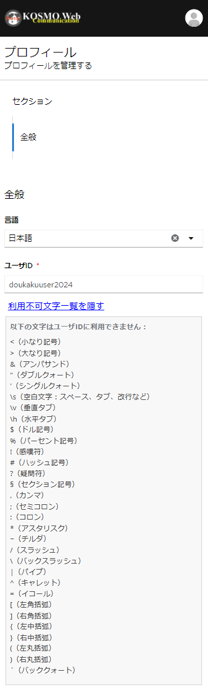 KOSMO Web
Communication
プロフィール
プロフィールを管理する
セクション
全般
全般
言語
日本語
ユーザID *
doukakuuser2024
利用不可文字一覧を隠す
以下の文字はユーザIDに利用できません：
<（小なり記号）
>（大なり記号）
&（アンパサンド）
"（ダブルクォート）
'（シングルクォート）
\s（空白文字：スペース、タブ、改行など）
\v（垂直タブ）
\h（水平タブ）
$（ドル記号）
%（パーセント記号）
!（感嘆符）
#（ハッシュ記号）
?（疑問符）
§（セクション記号）
,（カンマ）
;（セミコロン）
:（コロン）
*（アスタリスク）
~（チルダ）
/（スラッシュ）
\（バックスラッシュ）
|（パイプ）
^（キャレット）
=（イコール）
[（左角括弧）
]（右角括弧）
{（左中括弧）
}（右中括弧）
(（左丸括弧）
)（右丸括弧）
`（バッククォート）